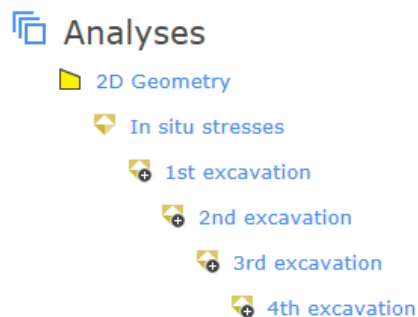 Analyses
2D Geometry
In situ stresses
1st excavation
2nd excavation
3rd excavation
4th excavation